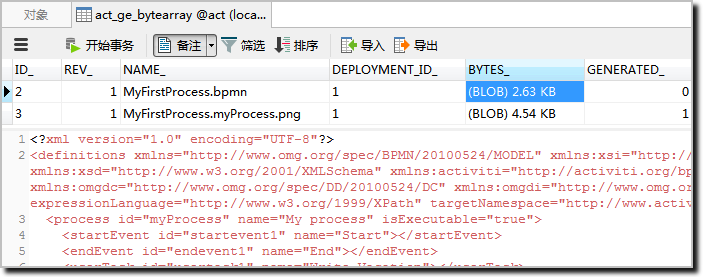 对象 act_ge_bytearray @act (loca...
开始事务 备注 筛选 排序 导入 导出
ID_ REV_ NAME_ DEPLOYMENT_ID_ BYTES_ GENERATED_
2 1 MyFirstProcess.bpmn 1 (BLOB) 2.63 KB 0
3 1 MyFirstProcess.myProcess.png 1 (BLOB) 4.54 KB 1
1 <?xml version="1.0" encoding="UTF-8"?>
2 <definitions xmlns="http://www.omg.org/spec/BPMN/20100524/MODEL" xmlns:xsi="http://
xmlns:xsd="http://www.w3.org/2001/XMLSchema" xmlns:activiti="http://activiti.org/bp
xmlns:omgdc="http://www.omg.org/spec/DD/20100524/DC" xmlns:omgdi="http://www.omg.or
expressionLanguage="http://www.w3.org/1999/XPath" targetNamespace="http://www.activ
3 <process id="myProcess" name="My process" isExecutable="true">
4 <startEvent id="startevent1" name="Start"></startEvent>
5 <endEvent id="endevent1" name="End"></endEvent>